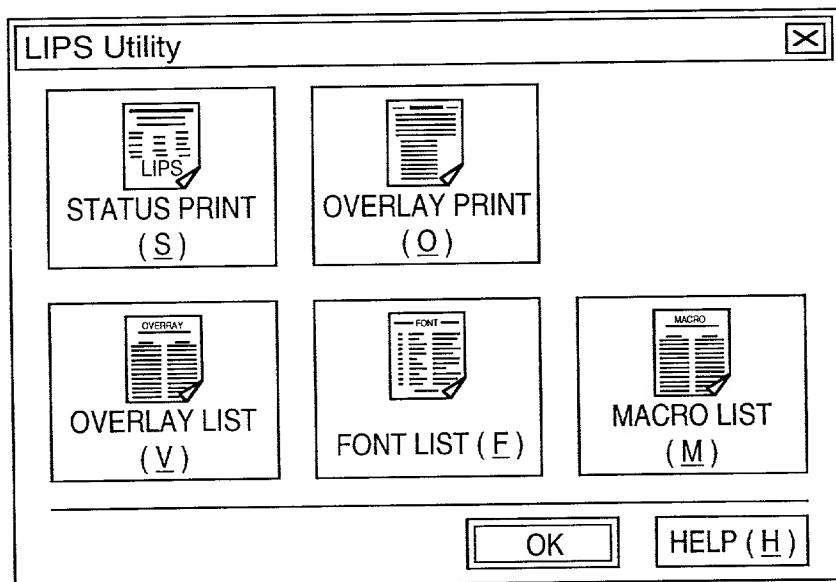 LIPS Utility
LIPS
STATUS PRINT
(S)
OVERLAY PRINT
(O)
OVERRAY
OVERLAY LIST
(V)
FONT
FONT LIST (F)
MACRO
MACRO LIST
(M)
OK
HELP (H)